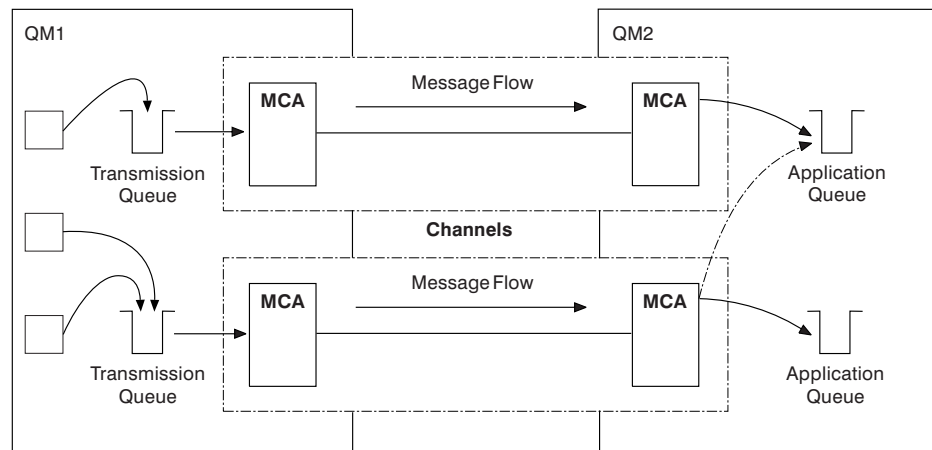 QM1
QM2
MCA
Message Flow
MCA
Transmission
Queue
Application
Queue
Channels
MCA
Message Flow
MCA
Transmission
Queue
Application
Queue